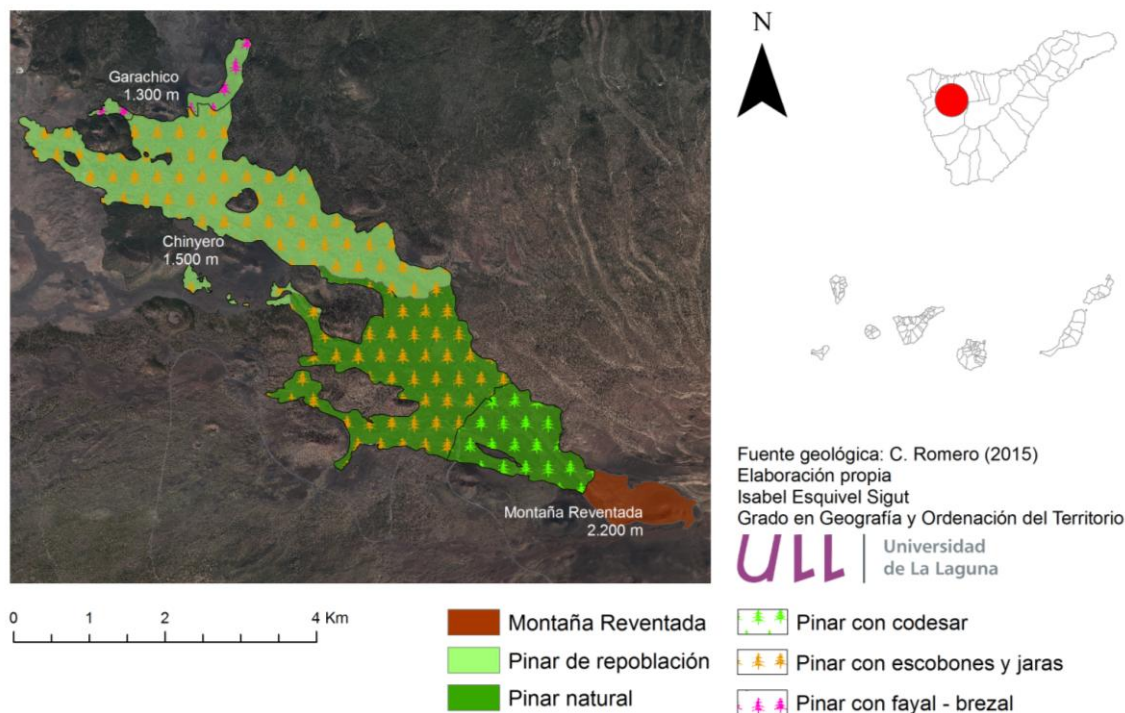 Garachico
1.300 m
Chinyero
1.500 m
Montaña Reventada
2.200 m
N
Fuente geológica: C. Romero (2015)
Elaboración propia
Isabel Esquivel Sigut
Grado en Geografía y Ordenación del Territorio
ULL
Universidad
de La Laguna
0 1 2 4 Km
Montaña Reventada
Pinar de repoblación
Pinar natural
Pinar con codesar
Pinar con escobones y jaras
Pinar con fayal - brezal